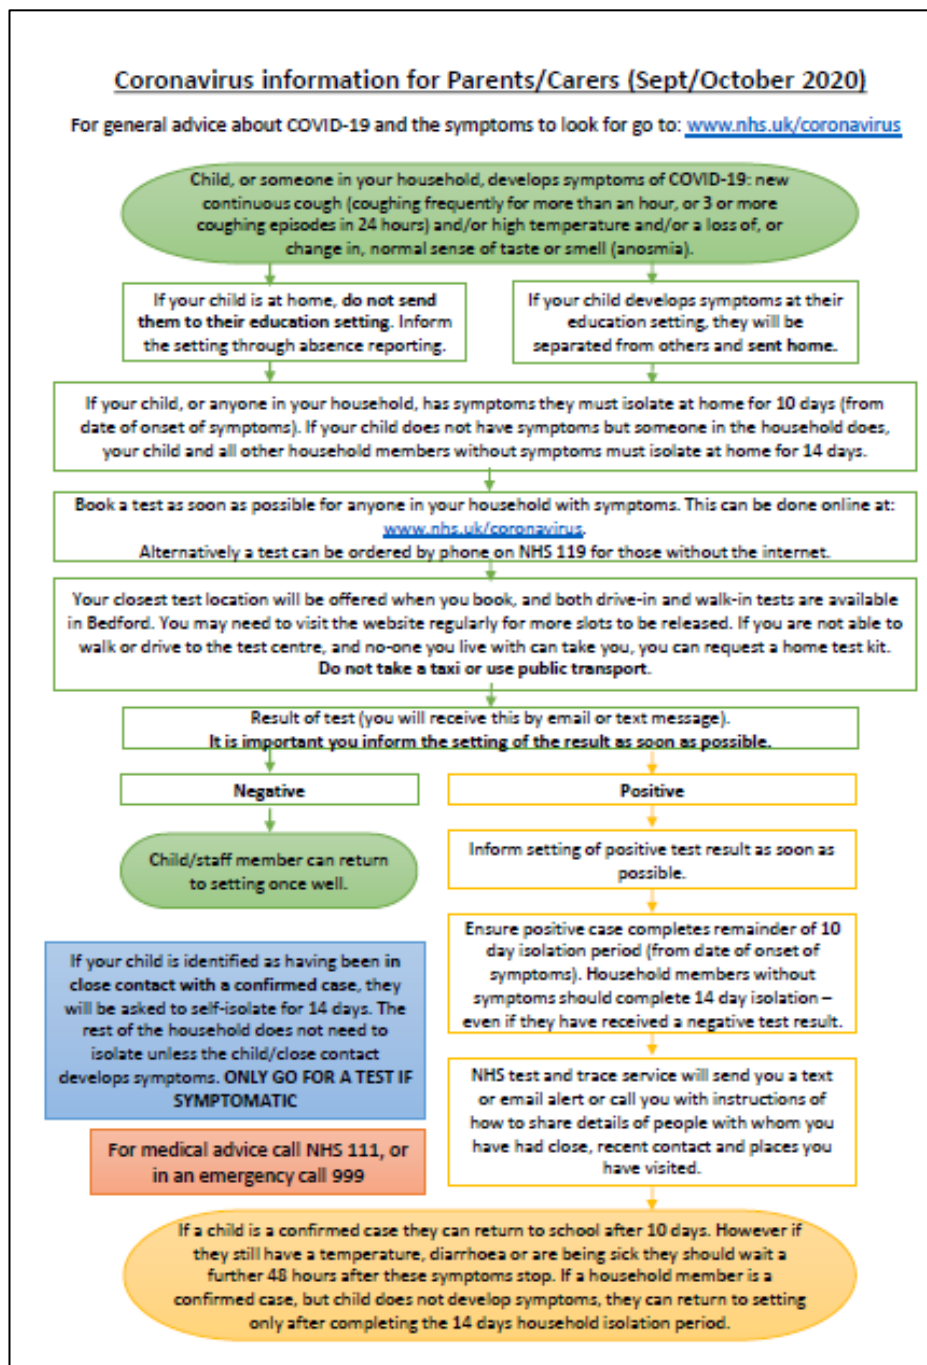 Coronavirus information for Parents/Carers (Sept/October 2020)
For general advice about COVID-19 and the symptoms to look for go to: www.nhs.uk/coronavirus
Child, or someone in your household, develops symptoms of COVID-19: new
continuous cough (coughing frequently for more than an hour, or 3 or more
coughing episodes in 24 hours) and/or high temperature and/or a loss of, or
change in, normal sense of taste or smell (anosmia).
If your child is at home, do not send
them to their education setting. Inform
the setting through absence reporting.
If your child develops symptoms at their
education setting, they will be
separated from others and sent home.
If your child, or anyone in your household, has symptoms they must isolate at home for 10 days (from
date of onset of symptoms). If your child does not have symptoms but someone in the household does,
your child and all other household members without symptoms must isolate at home for 14 days.
Book a test as soon as possible for anyone in your household with symptoms. This can be done online at:
www.nhs.uk/coronavirus.
Alternatively a test can be ordered by phone on NHS 119 for those without the internet.
Your closest test location will be offered when you book, and both drive-in and walk-in tests are available
in Bedford. You may need to visit the website regularly for more slots to be released. If you are not able to
walk or drive to the test centre, and no-one you live with can take you, you can request a home test kit.
Do not take a taxi or use public transport.
Result of test (you will receive this by email or text message).
It is important you inform the setting of the result as soon as possible.
Negative
Child/staff member can return
to setting once well.
Positive
Inform setting of positive test result as soon as
possible.
Ensure positive case completes remainder of 10
day isolation period (from date of onset of
symptoms). Household members without
symptoms should complete 14 day isolation –
even if they have received a negative test result.
NHS test and trace service will send you a text
or email alert or call you with instructions of
how to share details of people with whom you
have had close, recent contact and places you
have visited.
If your child is identified as having been in
close contact with a confirmed case, they
will be asked to self-isolate for 14 days. The
rest of the household does not need to
isolate unless the child/close contact
develops symptoms. ONLY GO FOR A TEST IF
SYMPTOMATIC
For medical advice call NHS 111, or
in an emergency call 999
If a child is a confirmed case they can return to school after 10 days. However if
they still have a temperature, diarrhoea or are being sick they should wait a
further 48 hours after these symptoms stop. If a household member is a
confirmed case, but child does not develop symptoms, they can return to setting
only after completing the 14 days household isolation period.